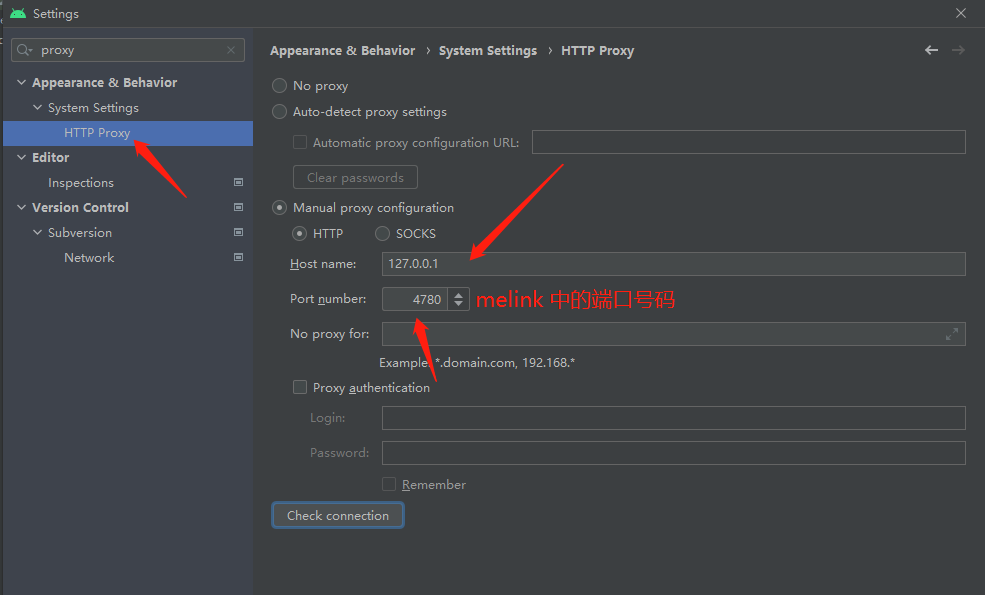 Settings
proxy
Appearance & Behavior
System Settings
HTTP Proxy
Editor
Inspections
Version Control
Subversion
Network
Appearance & Behavior › System Settings › HTTP Proxy
No proxy
Auto-detect proxy settings
Automatic proxy configuration URL:
Clear passwords
Manual proxy configuration
HTTP SOCKS
Host name: 127.0.0.1
Port number: 4780 melink 中的端口号码
No proxy for:
Example: *.domain.com, 192.168.*
Proxy authentication
Login:
Password:
Remember
Check connection